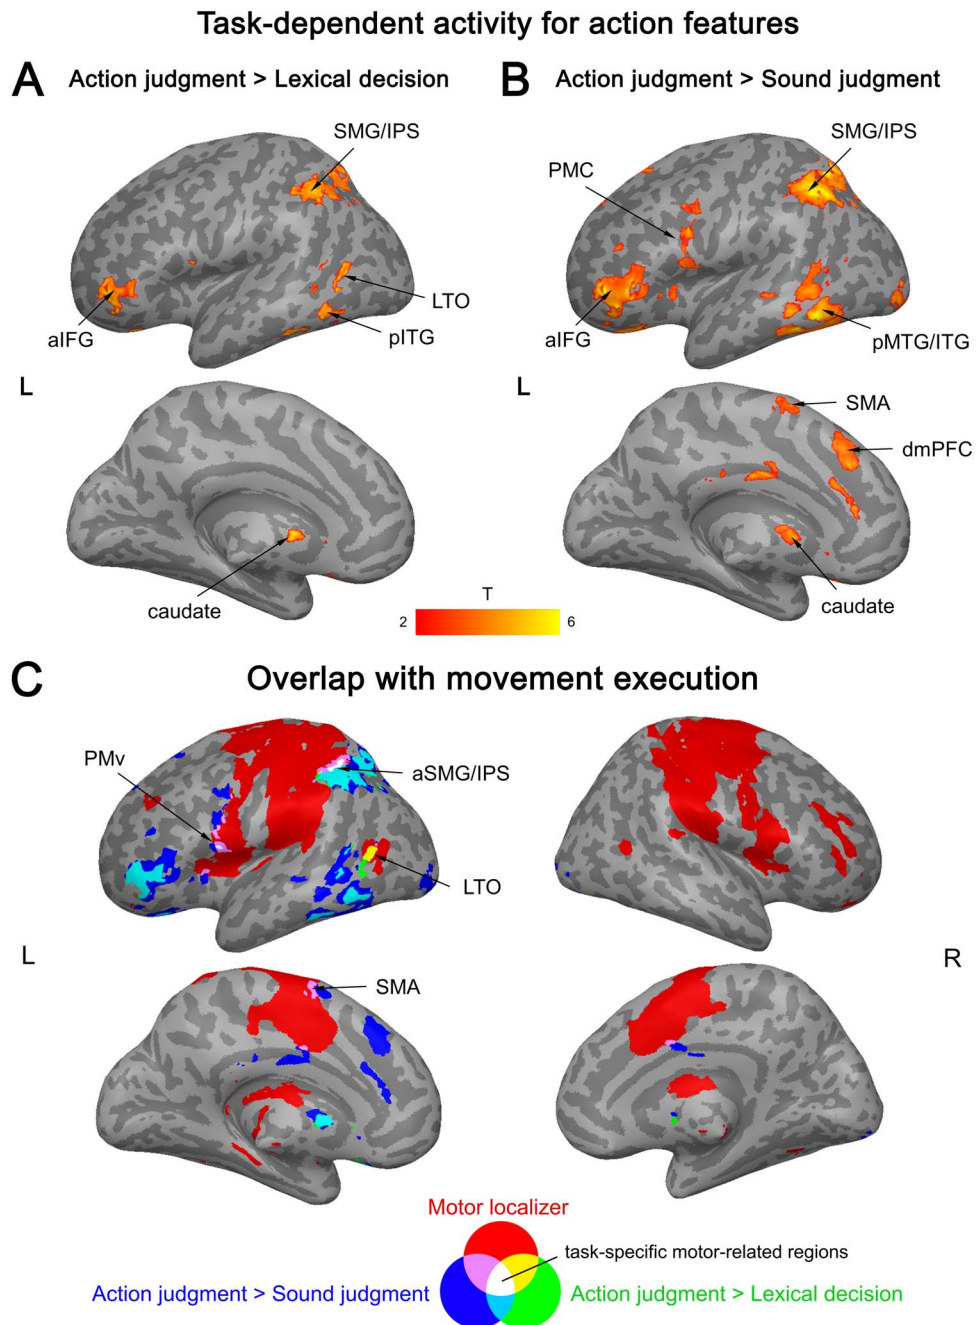 Task-dependent activity for action features
A Action judgment > Lexical decision
B Action judgment > Sound judgment
SMG/IPS
aIFG
LTO
pITG
PMC
SMG/IPS
aIFG
pMTG/ITG
L
L
caudate
SMA
dmPFC
caudate
T
2 6
C Overlap with movement execution
PMv
aSMG/IPS
LTO
L
R
SMA
Motor localizer
task-specific motor-related regions
Action judgment > Sound judgment
Action judgment > Lexical decision